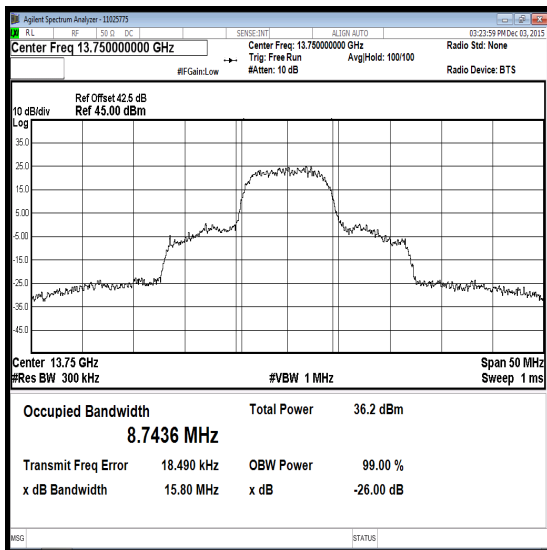 Agilent Spectrum Analyzer - 11025775
LXI RL RF 50 Ω DC SENSE:INT ALIGN AUTO 03:23:59 PM Dec 03, 2015
Center Freq 13.750000000 GHz Center Freq: 13.750000000 GHz Radio Std: None
Trig: Free Run Avg|Hold: 100/100
#IFGain:Low #Atten: 10 dB Radio Device: BTS
Ref Offset 42.5 dB
10 dB/div Ref 45.00 dBm
Log
35.0
25.0
15.0
5.00
-5.00
-15.0
-25.0
-35.0
-45.0
Center 13.75 GHz Span 50 MHz
#Res BW 300 kHz #VBW 1 MHz Sweep 1 ms
Occupied Bandwidth Total Power 36.2 dBm
8.7436 MHz
Transmit Freq Error 18.490 kHz OBW Power 99.00 %
x dB Bandwidth 15.80 MHz x dB -26.00 dB
MSG STATUS